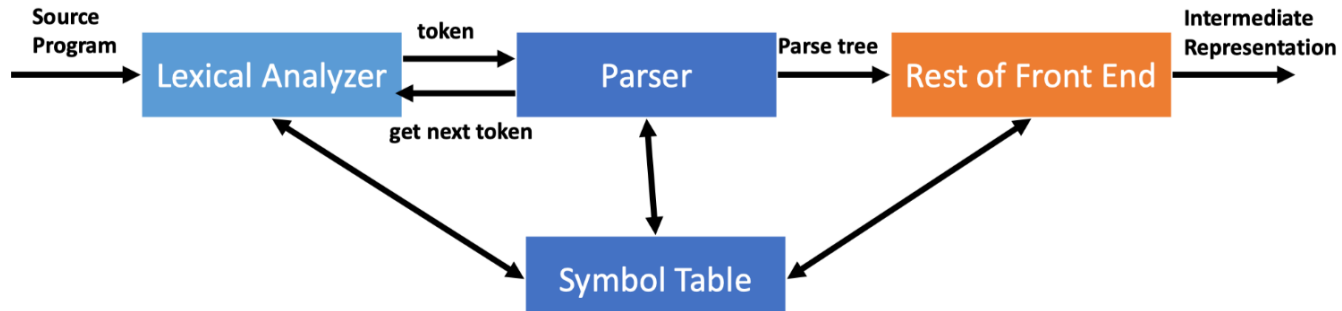 Source
Program
Lexical Analyzer
token
get next token
Parser
Parse tree
Rest of Front End
Intermediate
Representation
Symbol Table